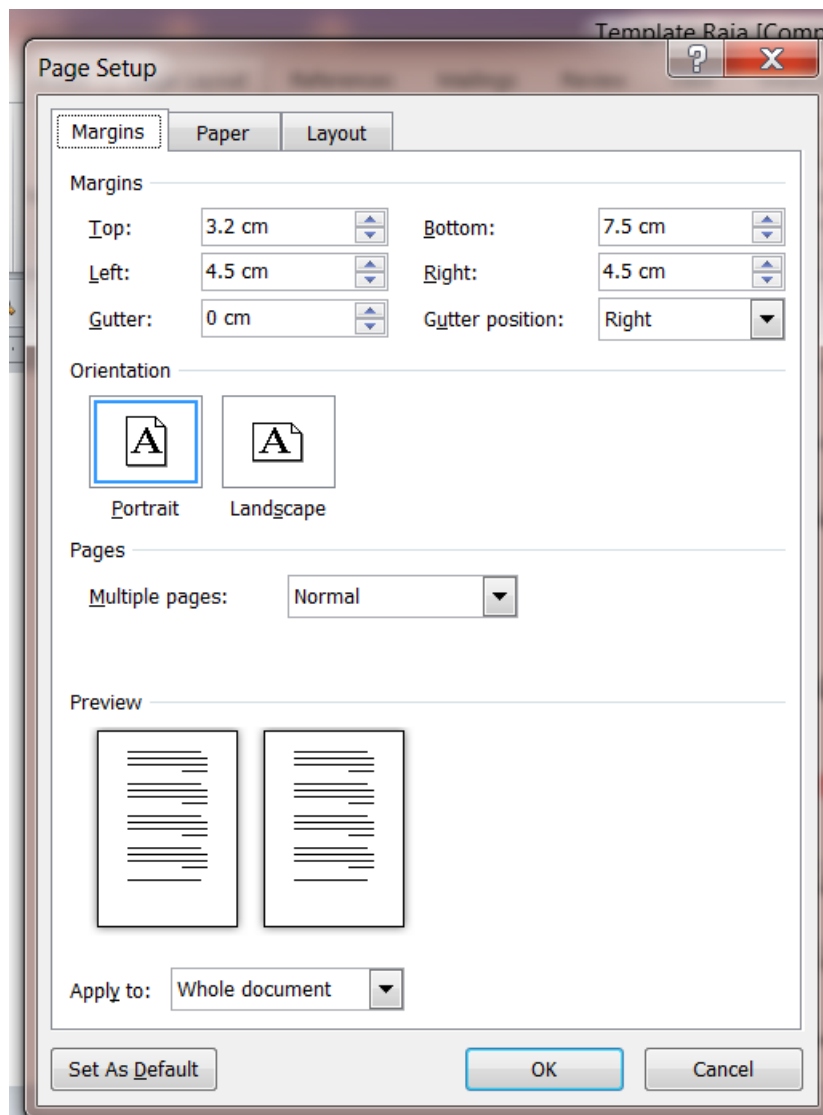 Template Raja [Comp
Page Setup
Margins Paper Layout
Margins
Top: 3.2 cm Bottom: 7.5 cm
Left: 4.5 cm Right: 4.5 cm
Gutter: 0 cm Gutter position: Right
Orientation
A A
Portrait Landscape
Pages
Multiple pages: Normal
Preview
Apply to: Whole document
Set As Default OK Cancel